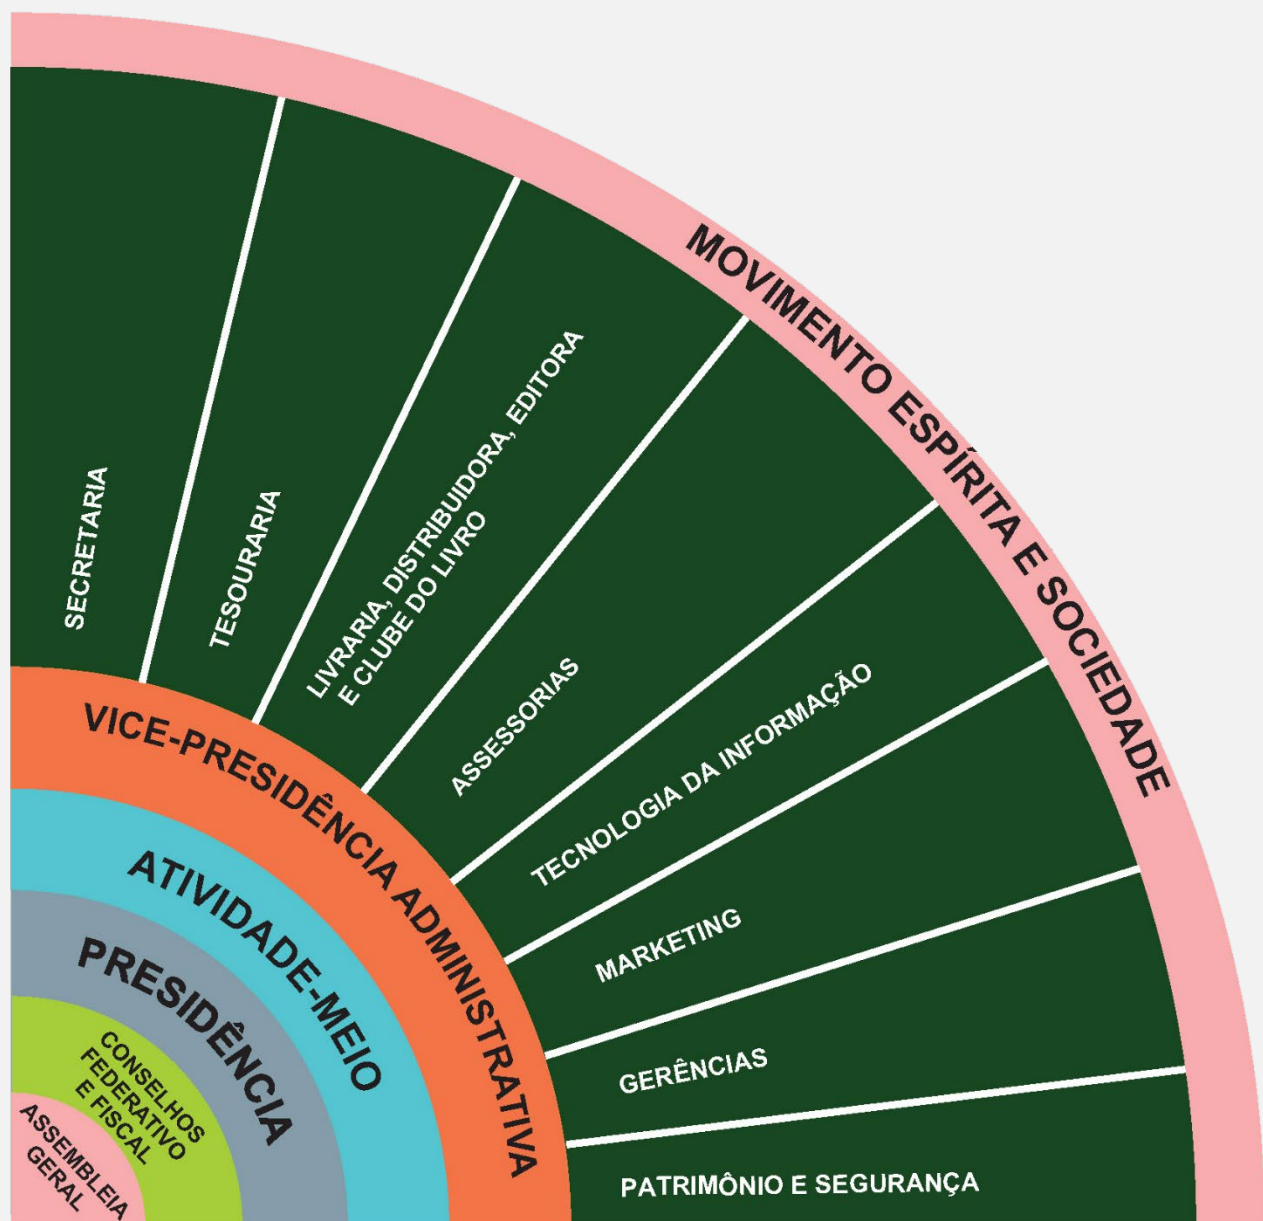 MOVIMENTO ESPÍRITA E SOCIEDADE
SECRETARIA
TESOURARIA
LIVRARIA, DISTRIBUIDORA, EDITORA
E CLUBE DO LIVRO
ASSESSORIAS
TECNOLOGIA DA INFORMAÇÃO
MARKETING
GERÊNCIAS
PATRIMÔNIO E SEGURANÇA
VICE-PRESIDÊNCIA ADMINISTRATIVA
ATIVIDADE-MEIO
PRESIDÊNCIA
CONSELHOS
FEDERATIVO
E FISCAL
ASSEMBLEIA
GERAL